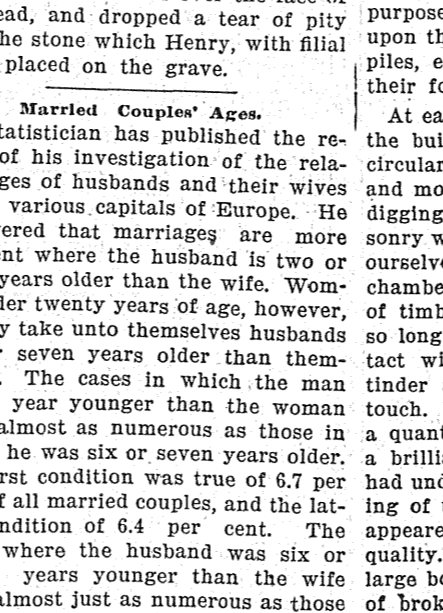 ead, and dropped a tear of pity
he stone which Henry, with filial
placed on the grave.
Married Couples' Ages.
tatistician has published the re-
of his investigation of the rela-
ges of husbands and their wives
various capitals of Europe. He
ered that marriages are more
ent where the husband is two or
years older than the wife. Wom-
der twenty years of age, however,
y take unto themselves husbands
seven years older than them-
. The cases in which the man
year younger than the woman
almost as numerous as those in
he was six or seven years older.
rst condition was true of 6.7 per
f all married couples, and the lat-
ndition of 6.4 per cent. The
where the husband was six or
years younger than the wife
almost just as numerous as those
purpose
upon th
piles, e
their fo
At ea
the bui
circular
and mo
digging
sonry w
ourselv
chambe
of timb
so long
tact wi
tinder
touch.
a quant
a brilli
had und
ing of
appeare
quality.
large bo
of brok